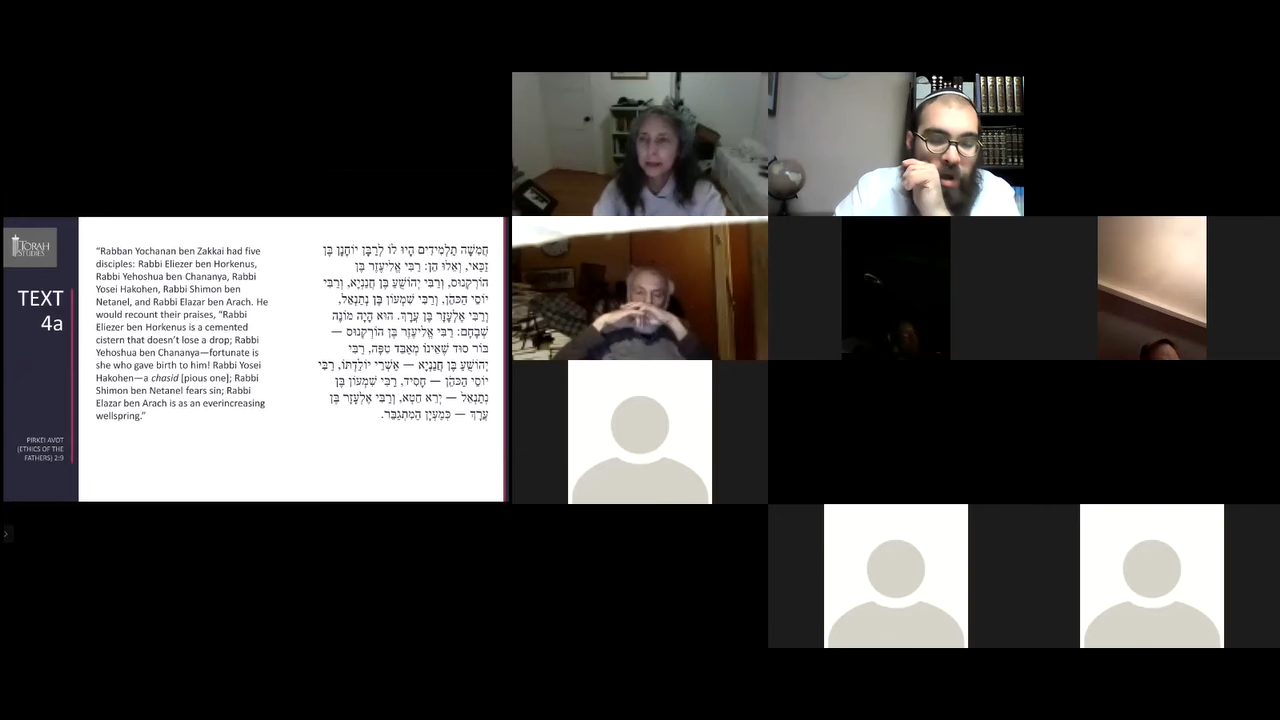 TORAH
STUDIES
TEXT
4a
PIRKEI AVOT
(ETHICS OF THE
FATHERS) 2:9
“Rabban Yochanan ben Zakkai had five
disciples: Rabbi Eliezer ben Horkenus,
Rabbi Yehoshua ben Chananya, Rabbi
Yosei Hakohen, Rabbi Shimon ben
Netanel, and Rabbi Elazar ben Arach. He
would recount their praises, “Rabbi
Eliezer ben Horkenus is a cemented
cistern that doesn’t lose a drop; Rabbi
Yehoshua ben Chananya—fortunate is
she who gave birth to him! Rabbi Yosei
Hakohen—a chasid [pious one]; Rabbi
Shimon ben Netanel fears sin; Rabbi
Elazar ben Arach is as an everincreasing
wellspring.”
חֲמִשָּׁה תַלְמִידִים הָיוּ לוֹ לְרַבָּן יוֹחָנָן בֶּן
זַכַּאי, וְאֵלוּ הֵן: רַבִּי אֱלִיעֶזֶר בֶּן
הוֹרְקְנוֹס, וְרַבִּי יְהוֹשֻׁעַ בֶּן חֲנַנְיָא, וְרַבִּי
יוֹסֵי הַכֹּהֵן, וְרַבִּי שִׁמְעוֹן בֶּן נְתַנְאֵל,
וְרַבִּי אֶלְעָזָר בֶּן עֲרָךְ. הוּא הָיָה מוֹנֶה
שְׁבָחָם: רַבִּי אֱלִיעֶזֶר בֶּן הוֹרְקְנוֹס —
בּוֹר סוּד שֶׁאֵינוֹ מְאַבֵּד טִפָּה, רַבִּי
יְהוֹשֻׁעַ בֶּן חֲנַנְיָא — אַשְׁרֵי יוֹלַדְתּוֹ, רַבִּי
יוֹסֵי הַכֹּהֵן — חָסִיד, רַבִּי שִׁמְעוֹן בֶּן
נְתַנְאֵל — יְרֵא חֵטְא, וְרַבִּי אֶלְעָזָר בֶּן
עֲרָךְ — כְּמַעְיָן הַמִּתְגַּבֵּר.